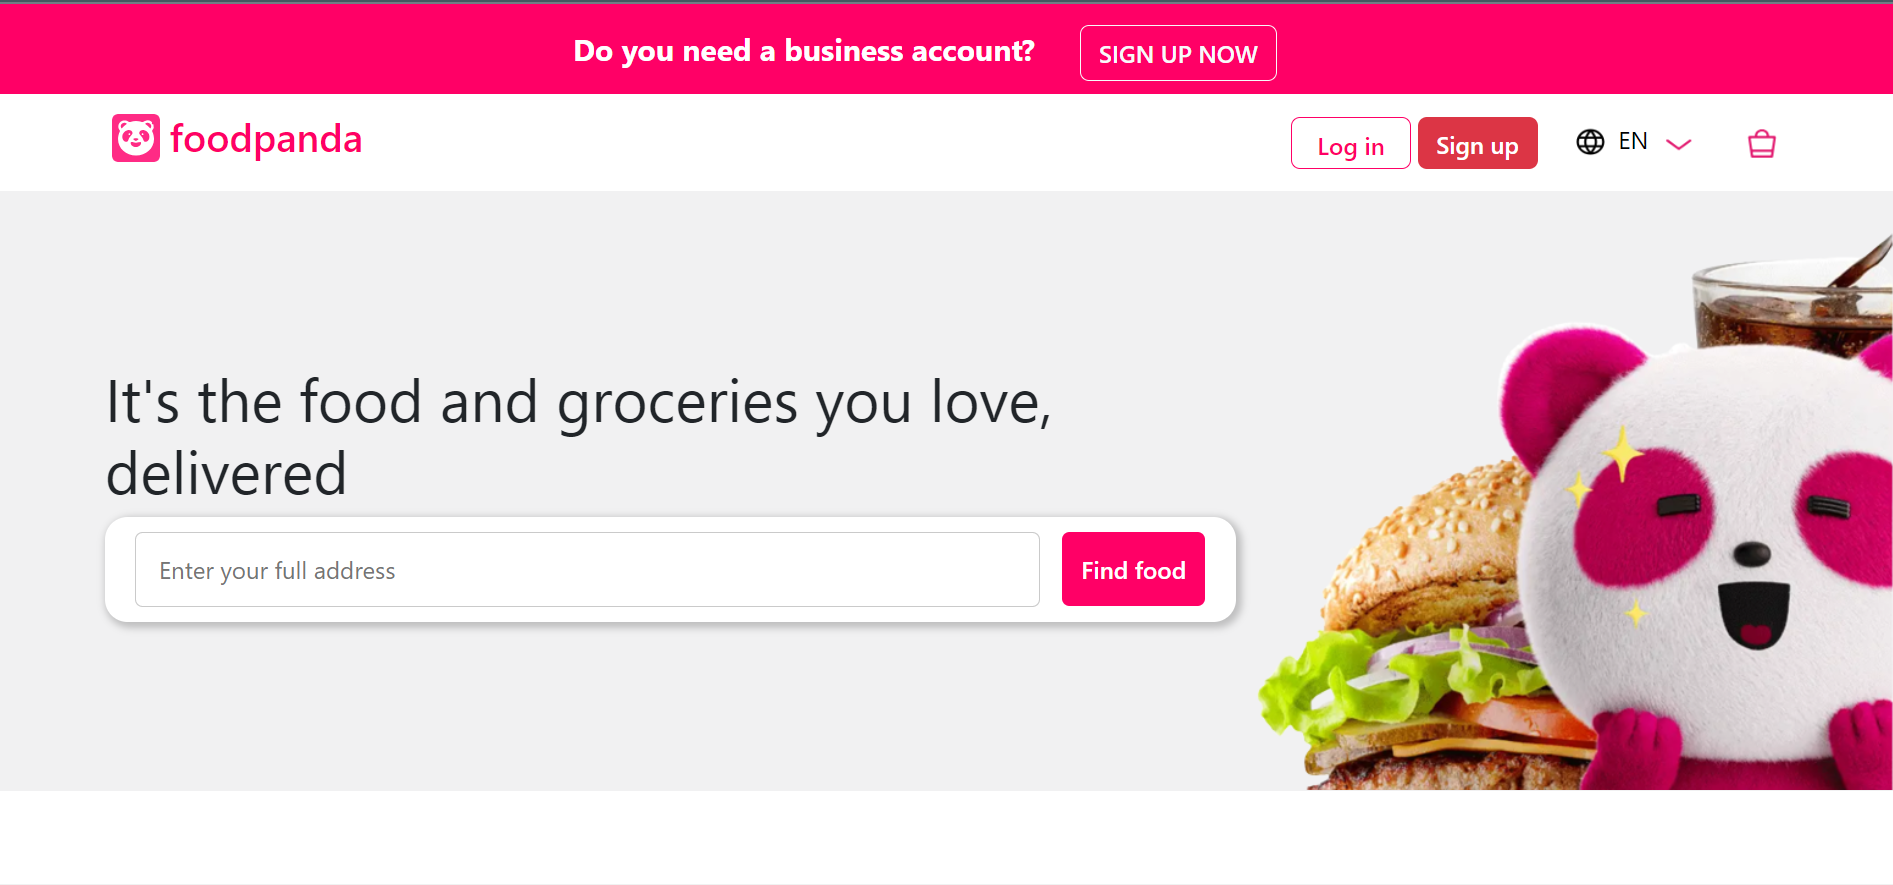 Do you need a business account?
SIGN UP NOW
foodpanda
Log in
Sign up
EN
It's the food and groceries you love,
delivered
Enter your full address
Find food